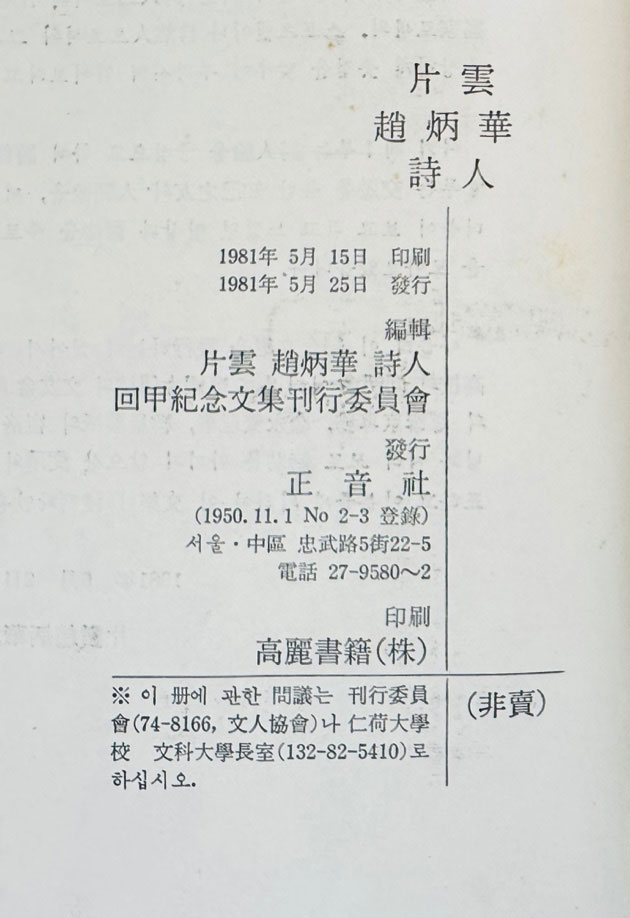 片雲
趙炳華
詩人
1981年 5月 15日 印刷
1981年 5月 25日 發行
編輯
片雲 趙炳華 詩人
回甲紀念文集刊行委員會
發行
正音社
(1950.11.1 No 2-3 登錄)
서울·中區 忠武路5街22-5
電話 27-9580~2
印刷
高麗書籍(株)
(非賣)
※ 이 册에 관한 問議는 刊行委員
會(74-8166, 文人協會)나 仁荷大學
校 文科大學長室(132-82-5410)로
하십시오.